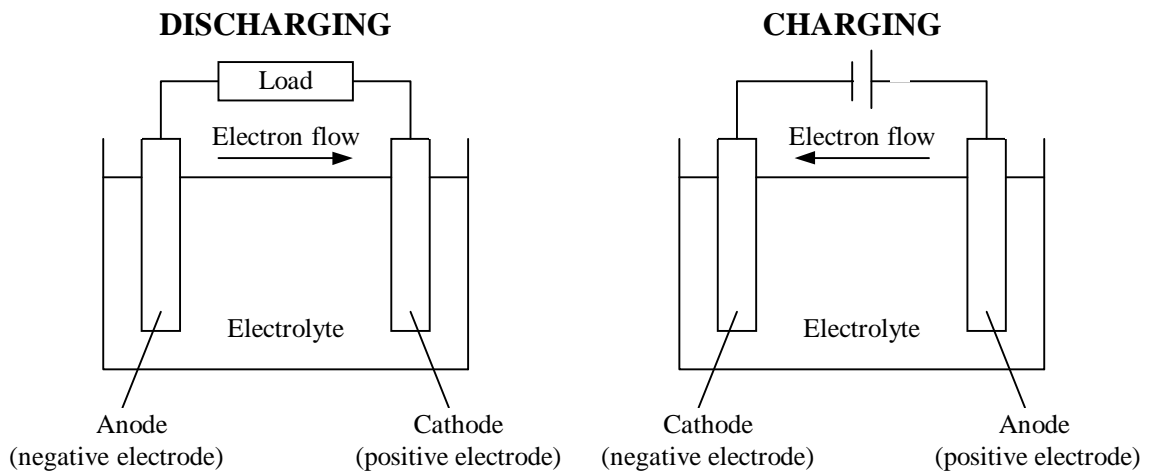 DISCHARGING
Load
Electron flow
Electrolyte
Anode
(negative electrode)
Cathode
(positive electrode)
CHARGING
Electron flow
Electrolyte
Cathode
(negative electrode)
Anode
(positive electrode)